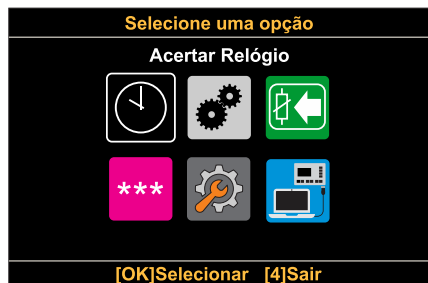 Selecione uma opção
Acertar Relógio
***
[OK]Selecionar [4]Sair